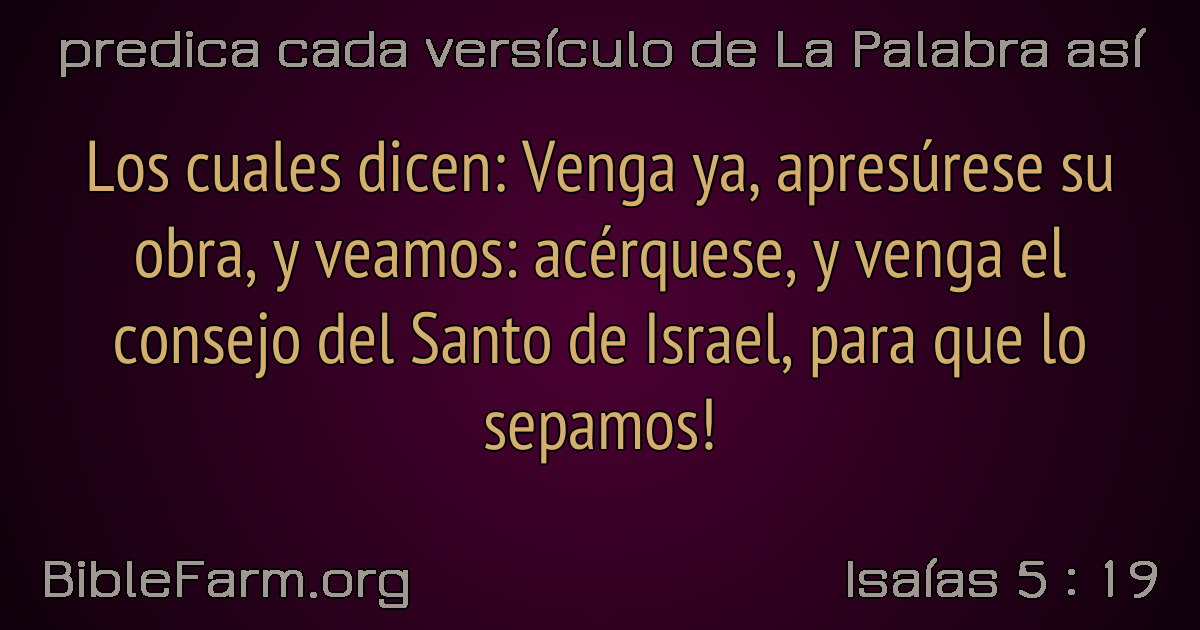 predica cada versículo de La Palabra así
Los cuales dicen: Venga ya, apresúrese su
obra, y veamos: acérquese, y venga el
consejo del Santo de Israel, para que lo
sepamos!
BibleFarm.org
Isaías 5 : 19